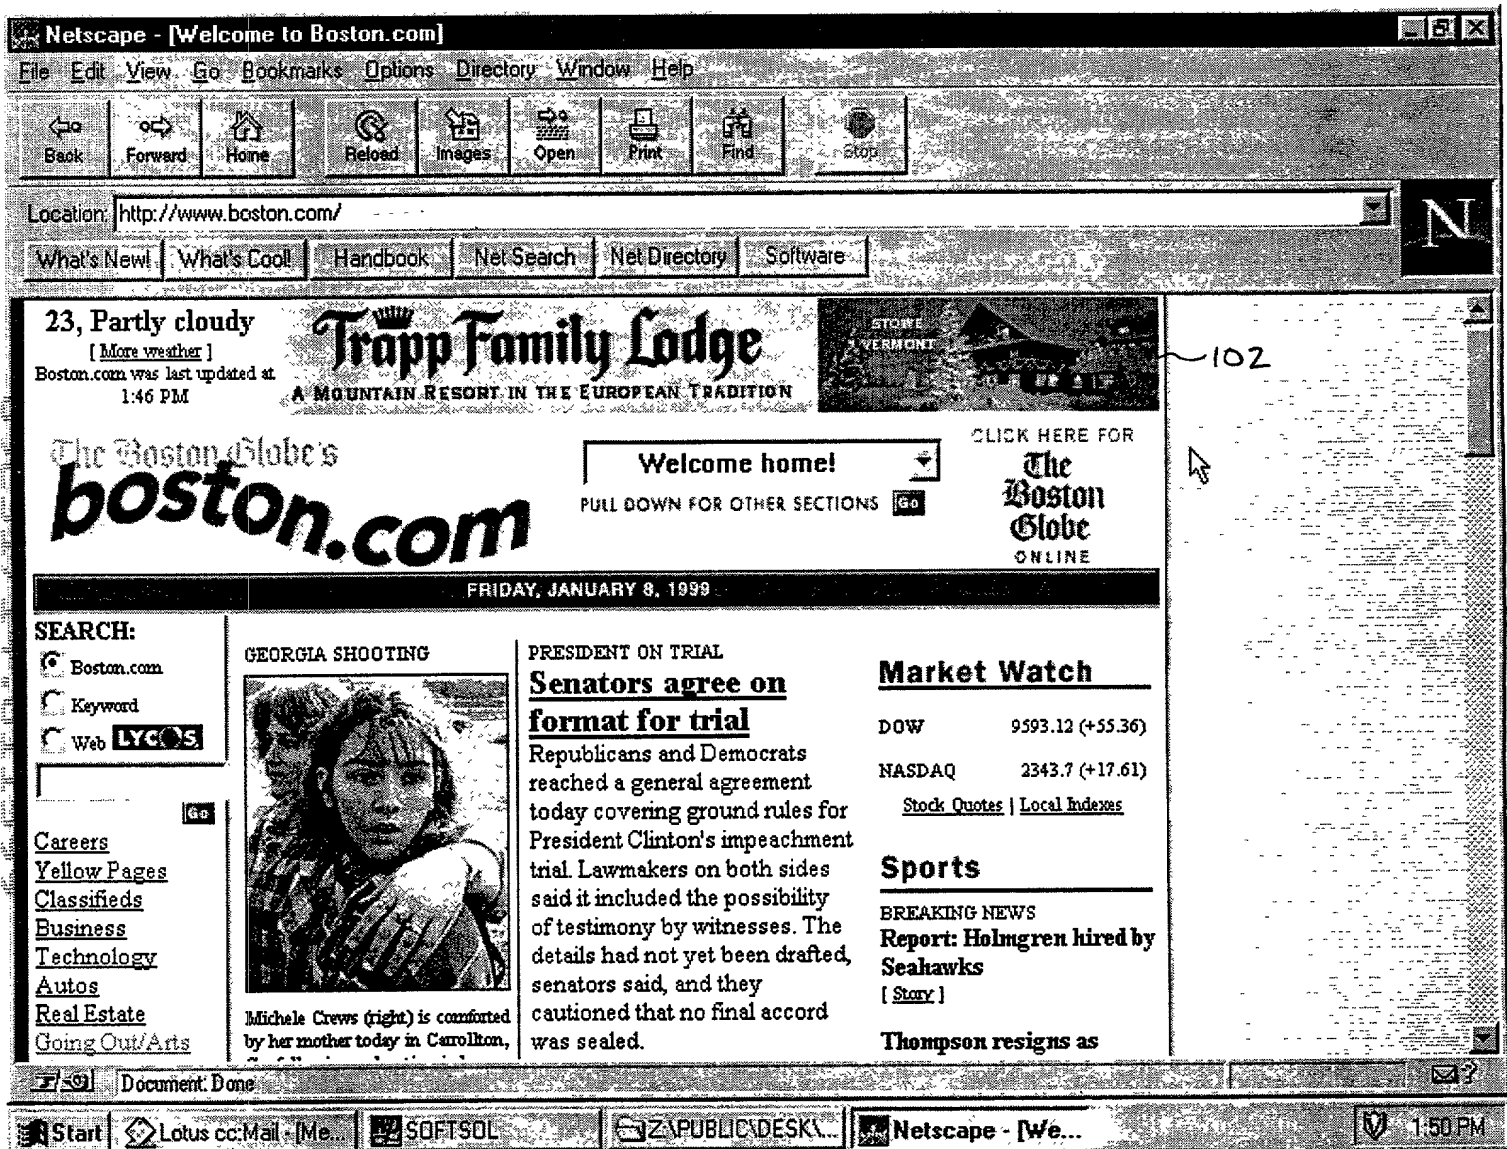 Netscape - [Welcome to Boston.com]
File Edit View Go Bookmarks Options Directory Window Help
Back Forward Home Reload Images Open Print Find Stop
Location: http://www.boston.com/
N
What's New! What's Cool! Handbook Net Search Net Directory Software
23, Partly cloudy
[ More weather ]
Boston.com was last updated at
1:46 PM
Trapp Family Lodge
A MOUNTAIN RESORT IN THE EUROPEAN TRADITION
STOWE
VERMONT
102
The Boston Globe's
boston.com
Welcome home!
PULL DOWN FOR OTHER SECTIONS Go
CLICK HERE FOR
The
Boston
Globe
ONLINE
FRIDAY, JANUARY 8, 1999
SEARCH:
Boston.com
Keyword
Web LYCOS
Go
Careers
Yellow Pages
Classifieds
Business
Technology
Autos
Real Estate
Going Out/Arts
GEORGIA SHOOTING
Michele Crews (right) is comforted
by her mother today in Carrollton,
PRESIDENT ON TRIAL
Senators agree on
format for trial
Republicans and Democrats
reached a general agreement
today covering ground rules for
President Clinton's impeachment
trial. Lawmakers on both sides
said it included the possibility
of testimony by witnesses. The
details had not yet been drafted,
senators said, and they
cautioned that no final accord
was sealed.
Market Watch
DOW 9593.12 (+55.36)
NASDAQ 2343.7 (+17.61)
Stock Quotes | Local Indexes
Sports
BREAKING NEWS
Report: Holmgren hired by
Seahawks
[ Story ]
Thompson resigns as
Document: Done
?
Start Lotus cc:Mail - [Me... SOFTSOL Z:\PUBLIC\DESK\... Netscape - [We... 1:50 PM